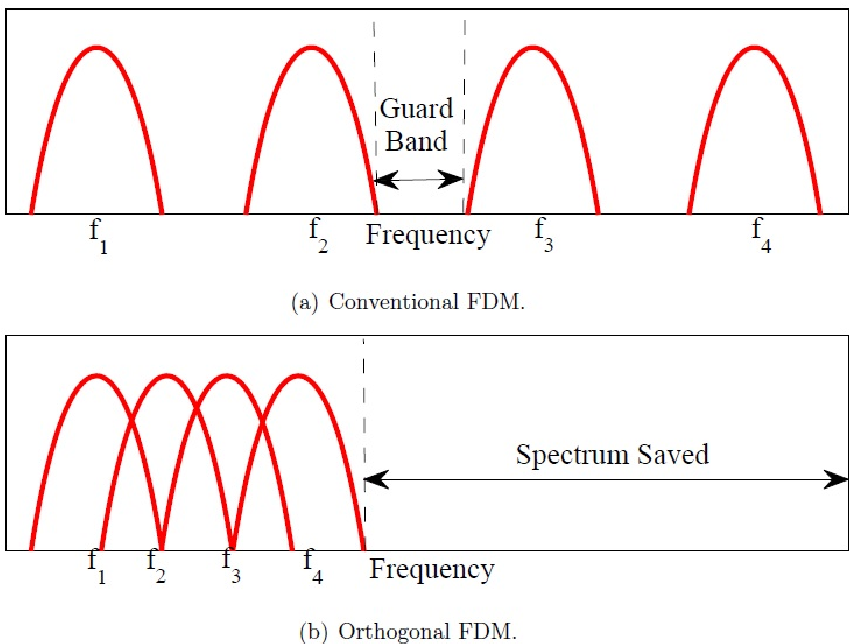 Guard
Band
f₁ f₂ Frequency f₃ f₄
(a) Conventional FDM.
Spectrum Saved
f₁ f₂ f₃ f₄ Frequency
(b) Orthogonal FDM.